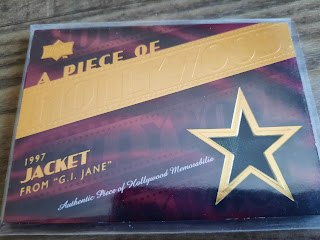 A PIECE OF
HOLLYWOOD
1997
JACKET
FROM "G.I. JANE"
Authentic Piece of Hollywood Memorabilia